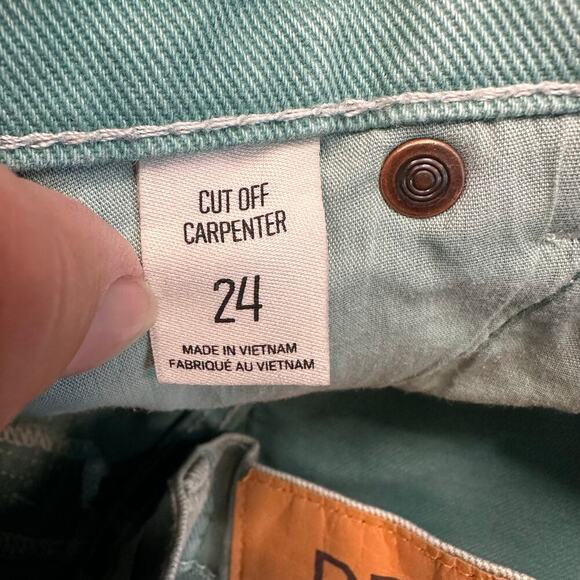 CUT OFF
CARPENTER
24
MADE IN VIETNAM
FABRIQUÉ AU VIETNAM